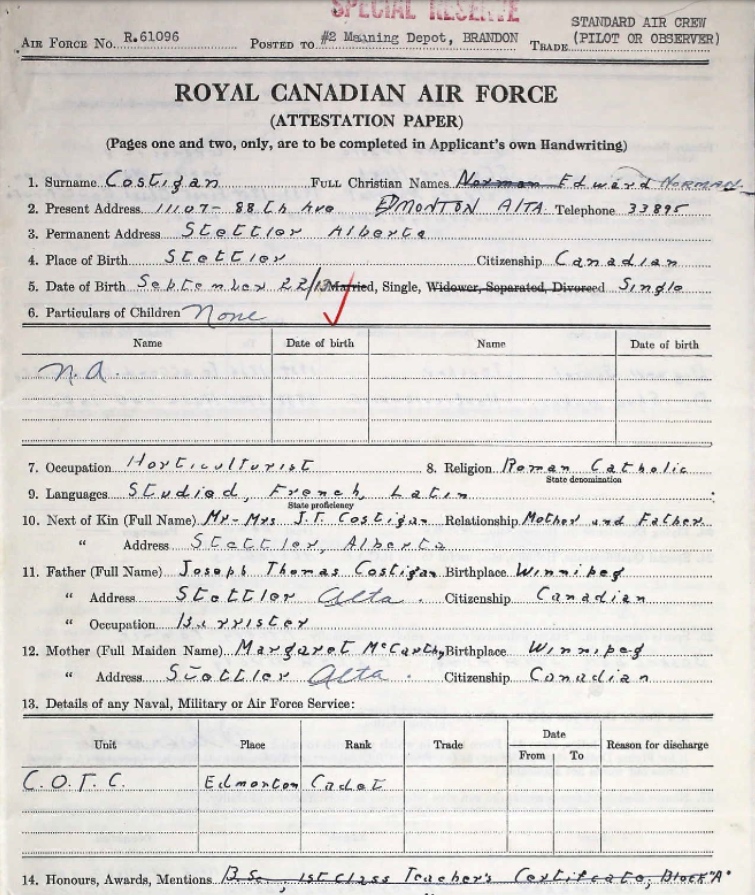 SPECIAL RESERVE
AIR FORCE NO. R.61096 POSTED TO #2 Manning Depot, BRANDON TRADE STANDARD AIR CREW
(PILOT OR OBSERVER)
ROYAL CANADIAN AIR FORCE
(ATTESTATION PAPER)
(Pages one and two, only, are to be completed in Applicant's own Handwriting)
1. Surname Costigan FULL Christian Names Norman Edward NORMAN
2. Present Address 11107-88th Ave EDMONTON ALTA Telephone 33895
3. Permanent Address Stettler Alberta
4. Place of Birth Stettler Citizenship Canadian
5. Date of Birth September 22/13 Married, Single, Widower, Separated, Divorced Single
6. Particulars of Children None
Name Date of birth Name Date of birth
N.A.
7. Occupation Horticulturist 8. Religion Roman Catholic
State denomination
9. Languages Studied, French, Latin
State proficiency
10. Next of Kin (Full Name) Mr-Mrs J.T. Costigan Relationship Mother and Father
" Address Stettler, Alberta
11. Father (Full Name) Joseph Thomas Costigan Birthplace Winnipeg
" Address Stettler Alta. Citizenship Canadian
" Occupation Barrister
12. Mother (Full Maiden Name) Margaret McCarthy Birthplace Winnipeg
" Address Stettler Alta. Citizenship Canadian
13. Details of any Naval, Military or Air Force Service:
Unit Place Rank Trade Date Reason for discharge
From To
C.O.T.C. Edmonton Cadet
14. Honours, Awards, Mentions B.Sc., 1st Class Teacher's Certificate, Block "A"